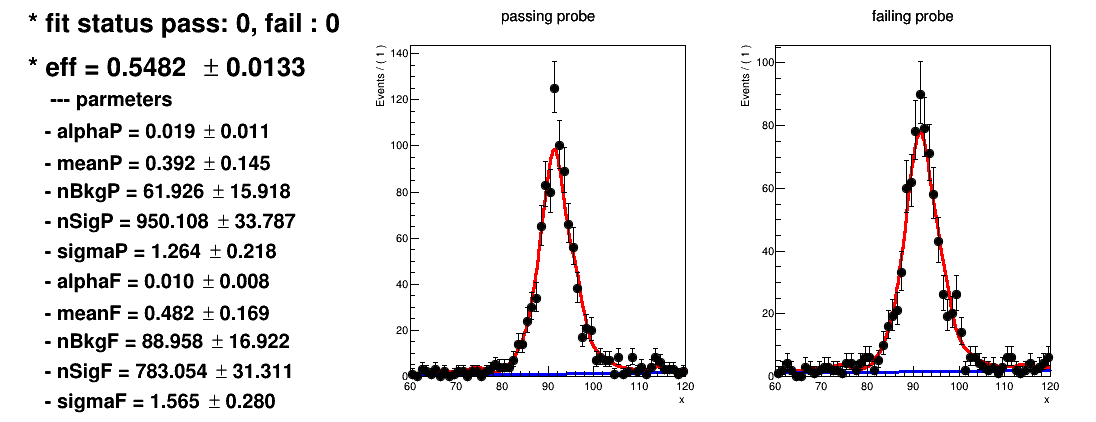 * fit status pass: 0, fail : 0
* eff = 0.5482 ± 0.0133
--- parmeters
- alphaP = 0.019 ± 0.011
- meanP = 0.392 ± 0.145
- nBkgP = 61.926 ± 15.918
- nSigP = 950.108 ± 33.787
- sigmaP = 1.264 ± 0.218
- alphaF = 0.010 ± 0.008
- meanF = 0.482 ± 0.169
- nBkgF = 88.958 ± 16.922
- nSigF = 783.054 ± 31.311
- sigmaF = 1.565 ± 0.280
passing probe
Events / ( 1 )
140
120
100
80
60
40
20
0
60 70 80 90 100 110 120
x
failing probe
Events / ( 1 )
100
80
60
40
20
0
60 70 80 90 100 110 120
x